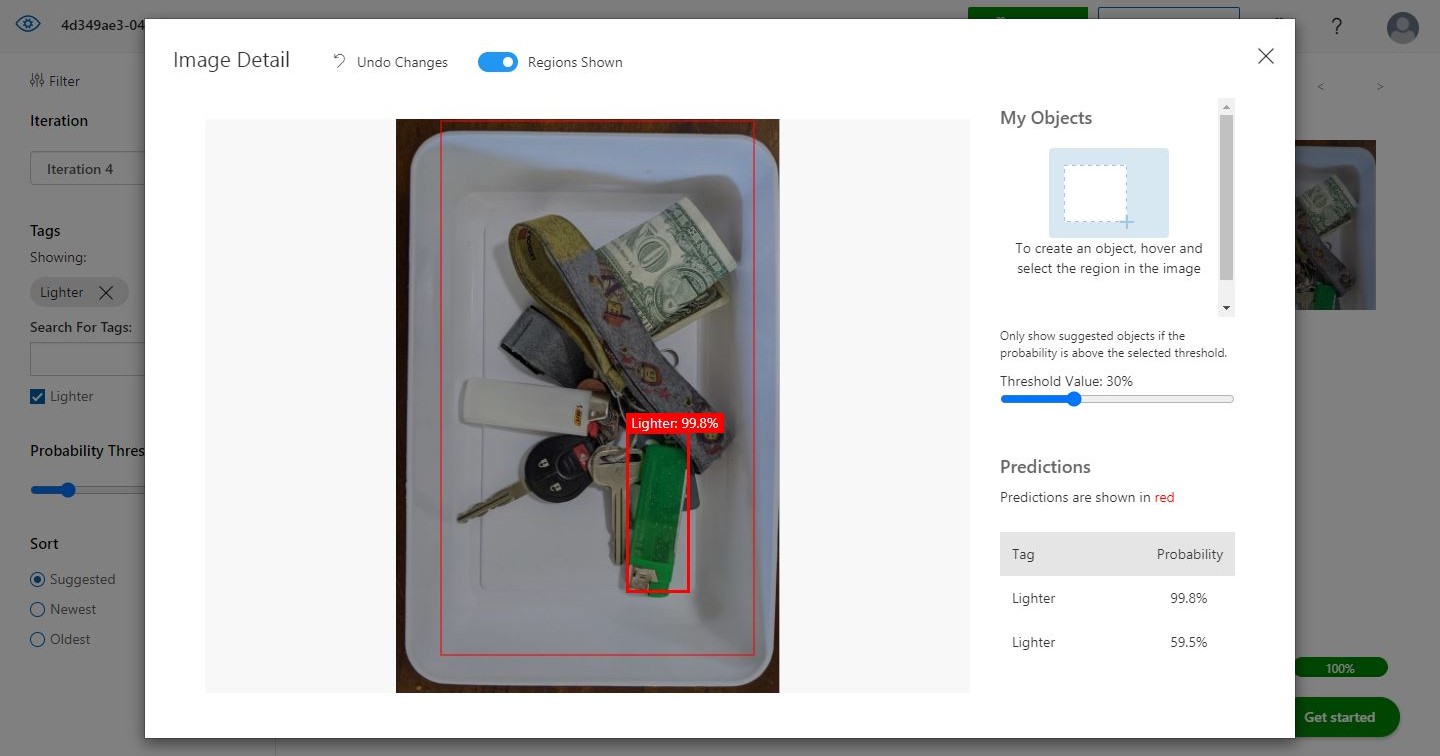 4d349ae3-04
?
Image Detail
Undo Changes
Regions Shown
Filter
Iteration
Iteration 4
Tags
Showing:
Lighter
Search For Tags:
Lighter
Probability Thres
Sort
Suggested
Newest
Oldest
Lighter: 99.8%
BIC
My Objects
To create an object, hover and
select the region in the image
Only show suggested objects if the
probability is above the selected threshold.
Threshold Value: 30%
Predictions
Predictions are shown in red
Tag Probability
Lighter 99.8%
Lighter 59.5%
< >
100%
Get started